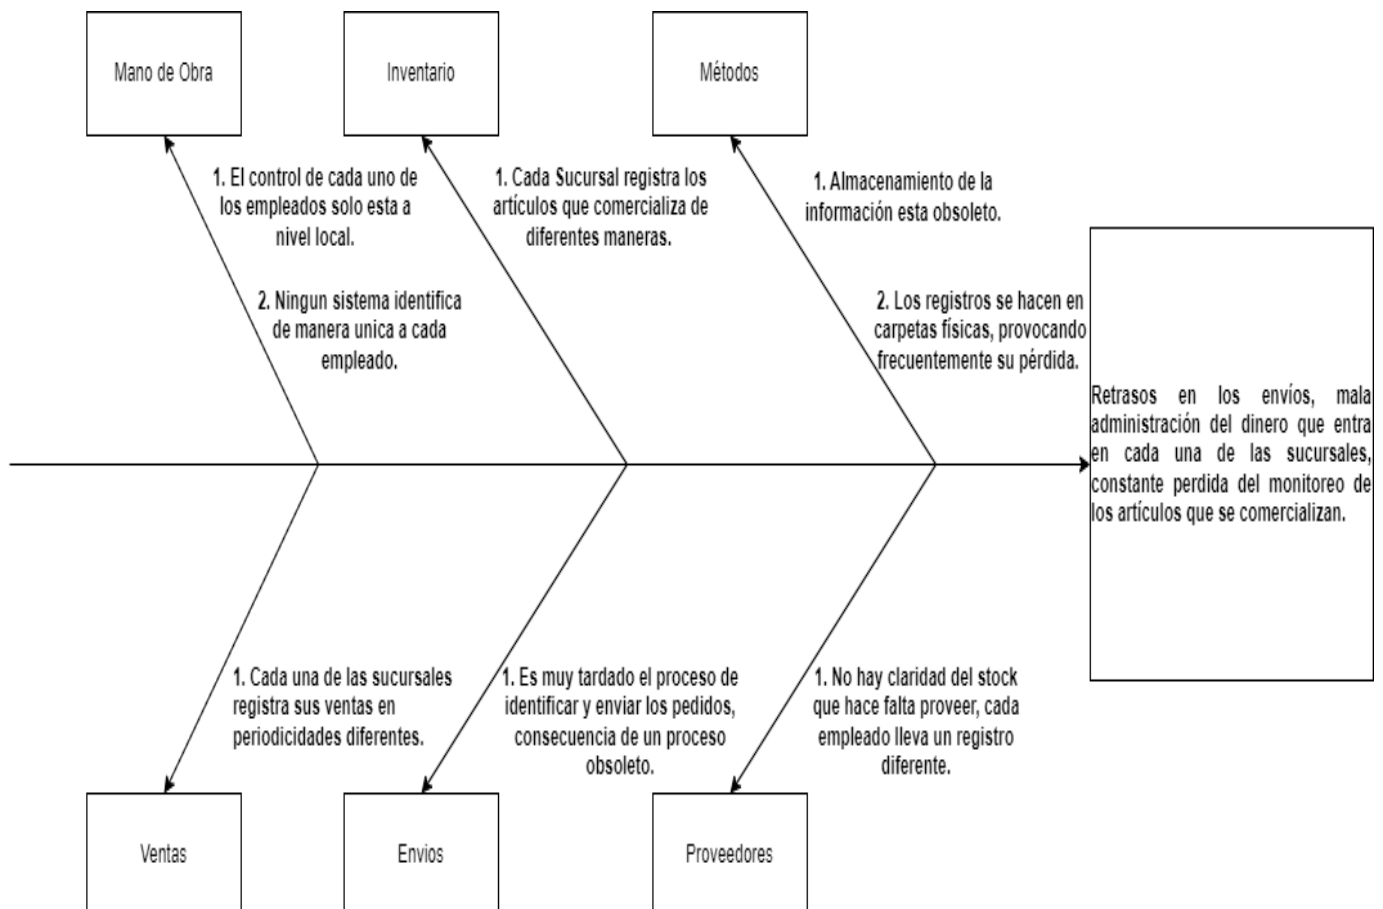 Mano de Obra
Inventario
Métodos
1. El control de cada uno de
los empleados solo esta a
nivel local.
2. Ningun sistema identifica
de manera unica a cada
empleado.
1. Cada Sucursal registra los
artículos que comercializa de
diferentes maneras.
1. Almacenamiento de la
información esta obsoleto.
2. Los registros se hacen en
carpetas físicas, provocando
frecuentemente su pérdida.
Retrasos en los envíos, mala
administración del dinero que entra
en cada una de las sucursales,
constante perdida del monitoreo de
los artículos que se comercializan.
1. Cada una de las sucursales
registra sus ventas en
periodicidades diferentes.
1. Es muy tardado el proceso de
identificar y enviar los pedidos,
consecuencia de un proceso
obsoleto.
1. No hay claridad del stock
que hace falta proveer, cada
empleado lleva un registro
diferente.
Ventas
Envios
Proveedores